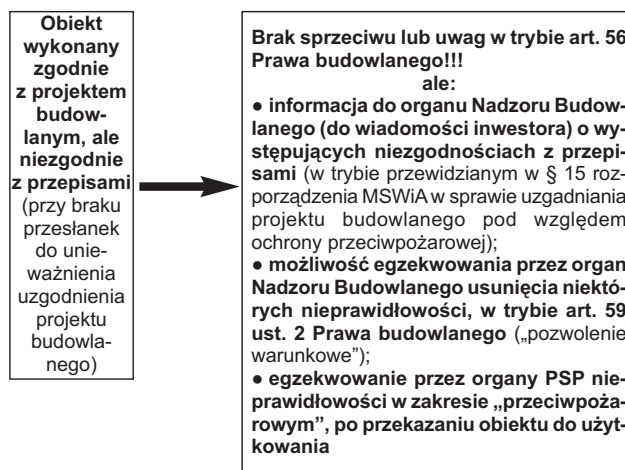 Obiekt
wykonany
zgodnie
z projektem
budow-
lanym, ale
niezgodnie
z przepisami
(przy braku
przesłanek
do unie-
ważnienia
uzgodnienia
projektu
budowla-
nego)
Brak sprzeciwu lub uwag w trybie art. 56
Prawa budowlanego!!!
ale:
● informacja do organu Nadzoru Budow-
lanego (do wiadomości inwestora) o wy-
stępujących niezgodnościach z przepi-
sami (w trybie przewidzianym w § 15 roz-
porządzenia MSWiA w sprawie uzgadniania
projektu budowlanego pod względem
ochrony przeciwpożarowej);
● możliwość egzekwowania przez organ
Nadzoru Budowlanego usunięcia niektó-
rych nieprawidłowości, w trybie art. 59
ust. 2 Prawa budowlanego („pozwolenie
warunkowe”);
● egzekwowanie przez organy PSP nie-
prawidłowości w zakresie „przeciwpoża-
rowym”, po przekazaniu obiektu do użyt-
kowania